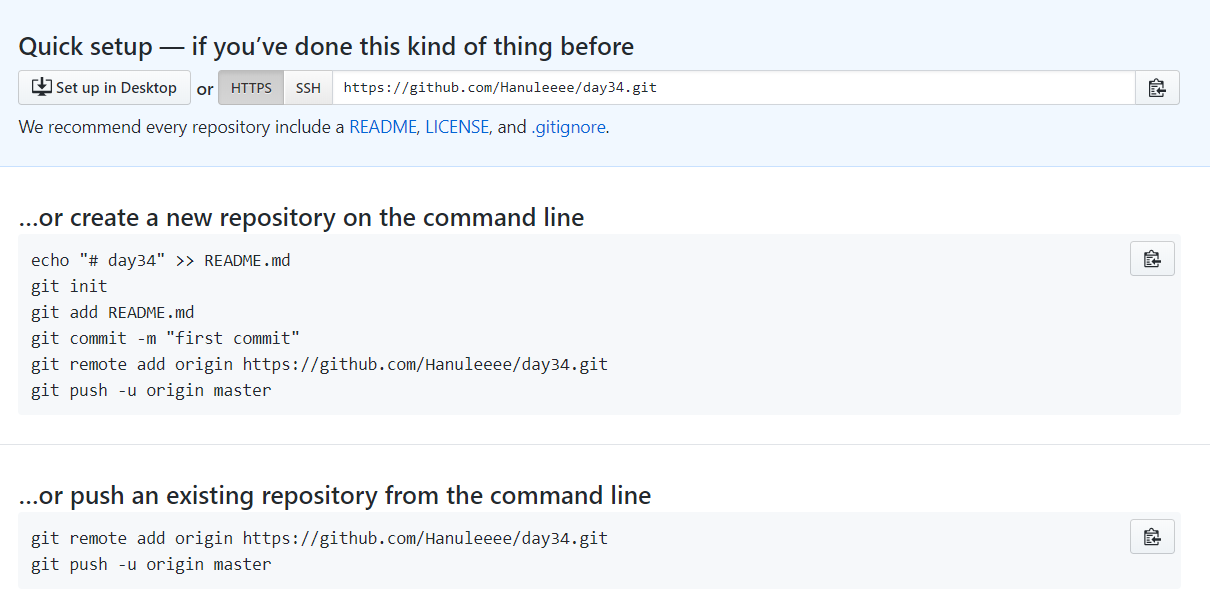 Quick setup — if you’ve done this kind of thing before
Set up in Desktop or HTTPS SSH https://github.com/Hanuleeee/day34.git
We recommend every repository include a README, LICENSE, and .gitignore.
...or create a new repository on the command line
echo "# day34" >> README.md
git init
git add README.md
git commit -m "first commit"
git remote add origin https://github.com/Hanuleeee/day34.git
git push -u origin master
...or push an existing repository from the command line
git remote add origin https://github.com/Hanuleeee/day34.git
git push -u origin master